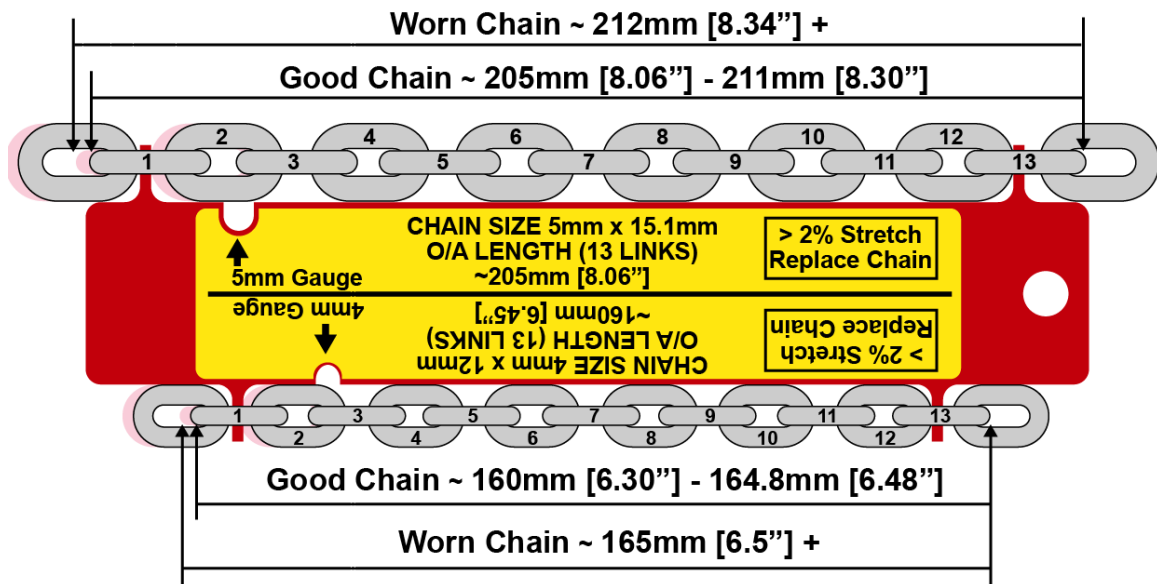 Worn Chain ~ 212mm [8.34”] +
Good Chain ~ 205mm [8.06”] - 211mm [8.30”]
2 4 6 8 10 12
1 3 5 7 9 11 13
CHAIN SIZE 5mm x 15.1mm
O/A LENGTH (13 LINKS)
~205mm [8.06”]
> 2% Stretch
Replace Chain
5mm Gauge
4mm Gauge
CHAIN SIZE 4mm x 12mm
O/A LENGTH (13 LINKS)
~160mm [6.45”]
> 2% Stretch
Replace Chain
1 3 5 7 9 11 13
2 4 6 8 10 12
Good Chain ~ 160mm [6.30”] - 164.8mm [6.48”]
Worn Chain ~ 165mm [6.5”] +